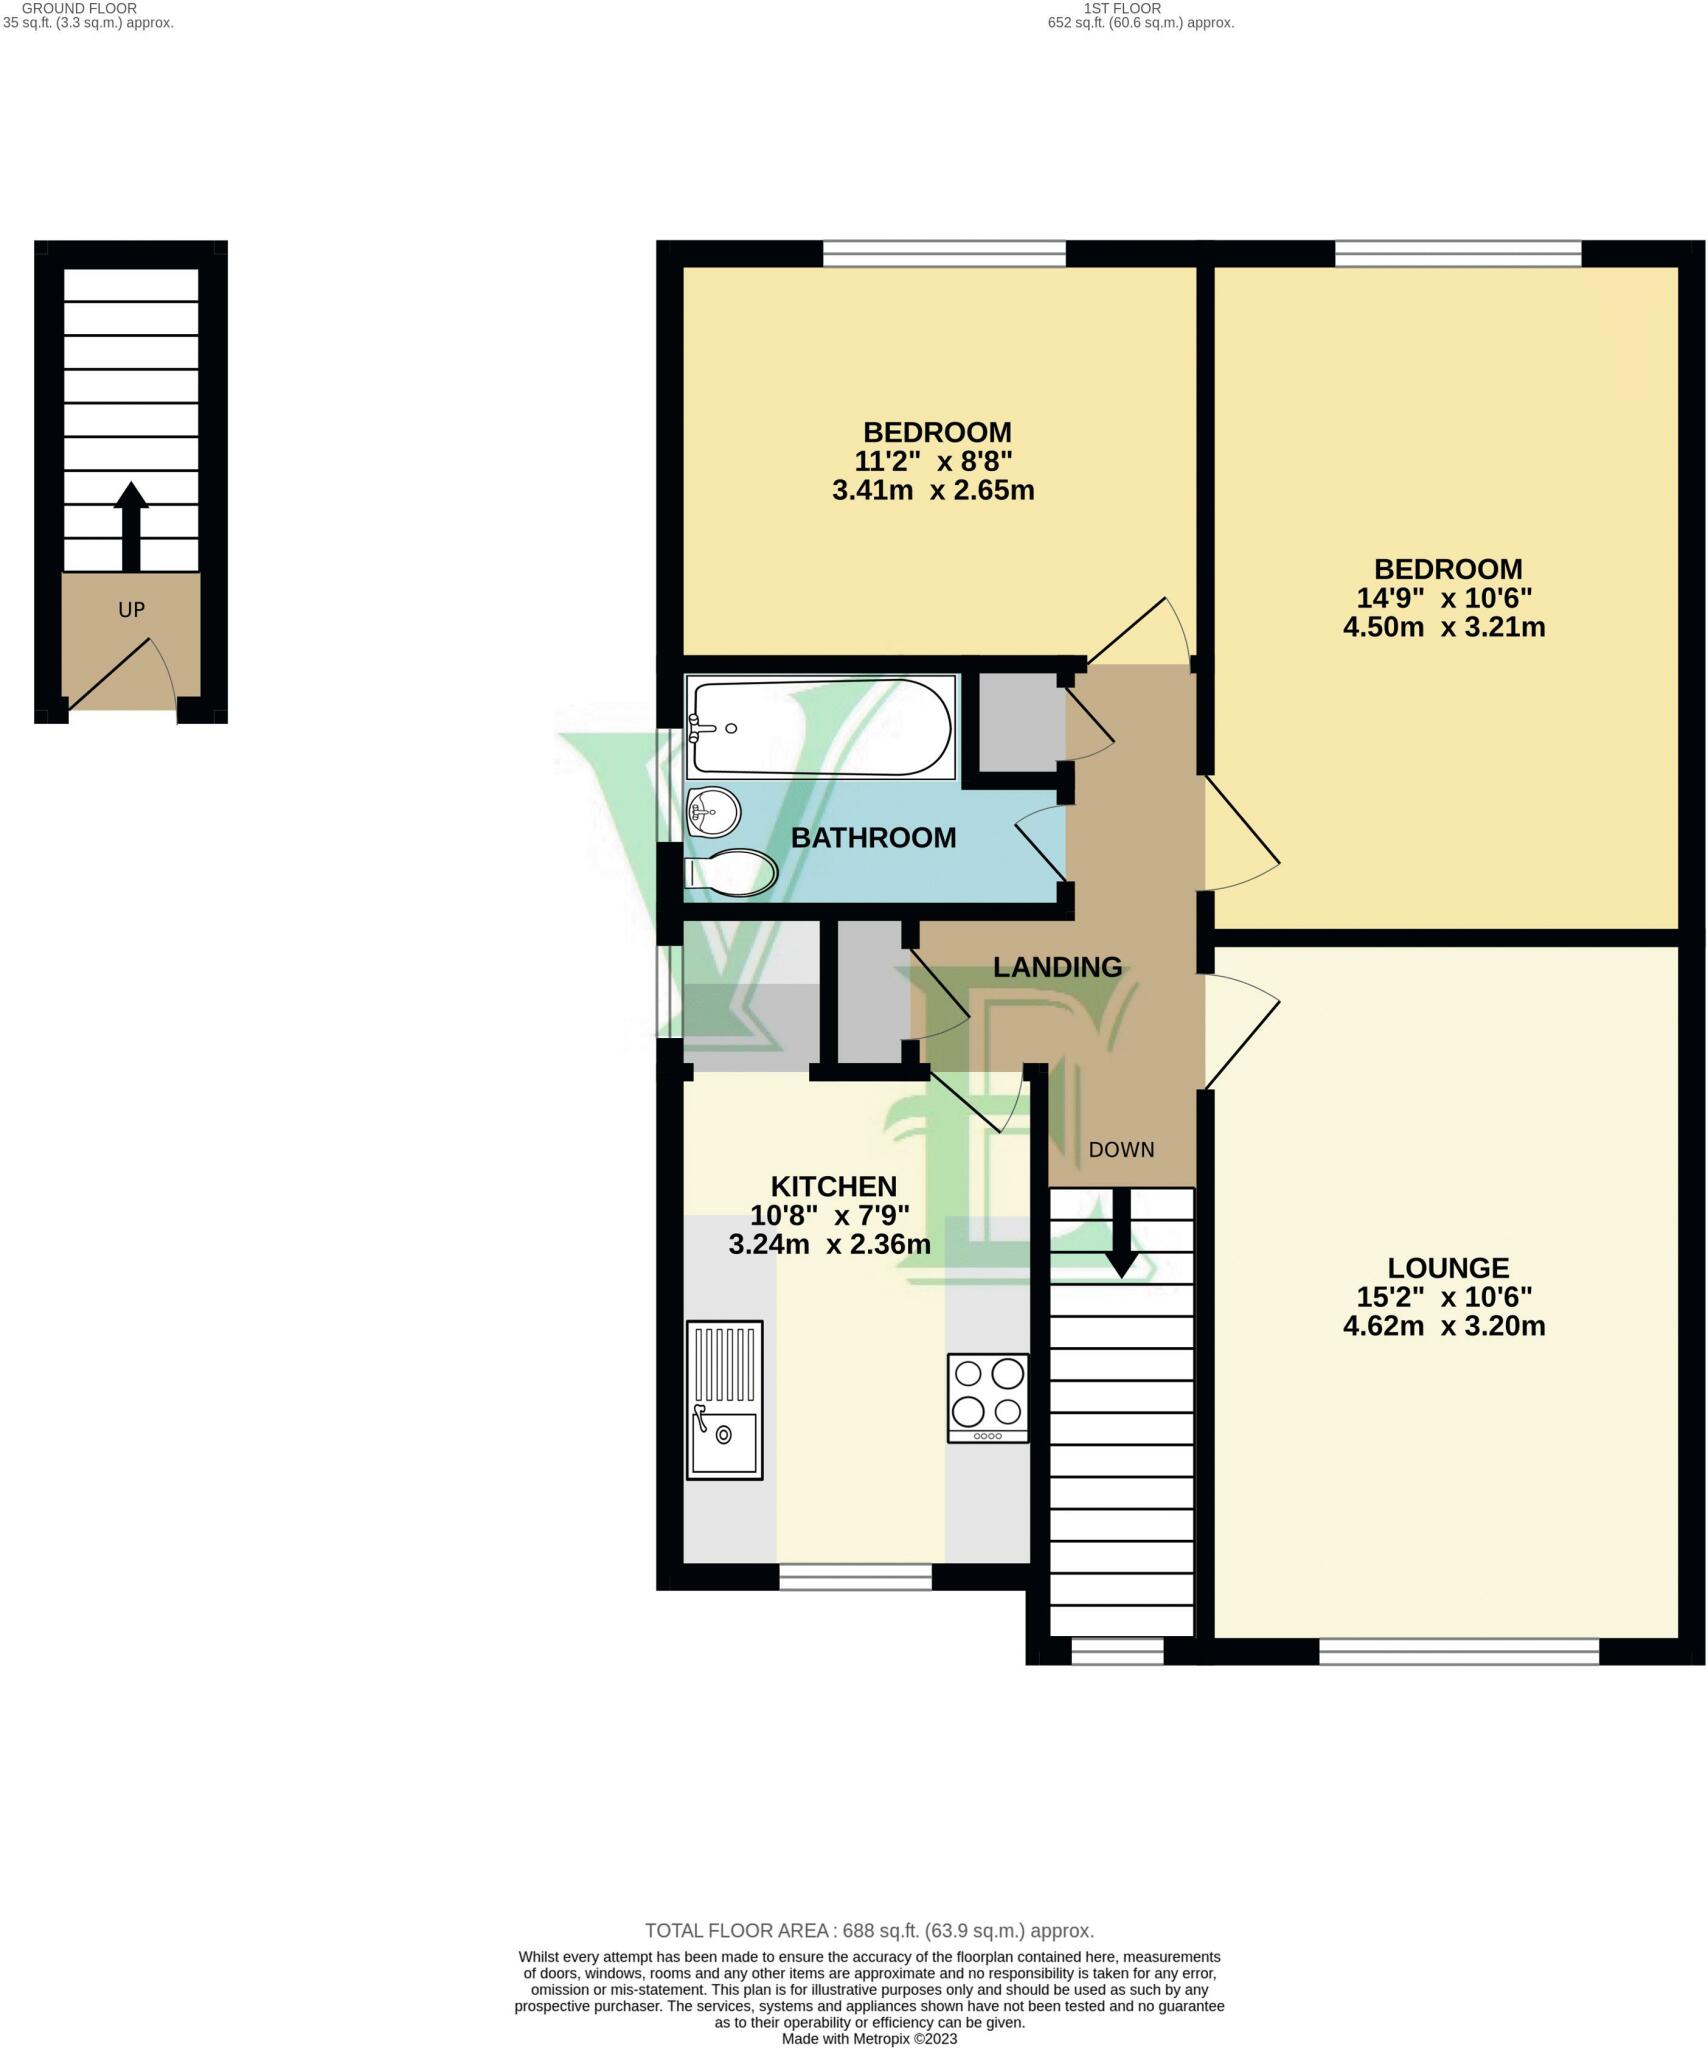 GROUND FLOOR
35 sq.ft. (3.3 sq.m.) approx.
1ST FLOOR
652 sq.ft. (60.6 sq.m.) approx.
BEDROOM
11'2" x 8'8"
3.41m x 2.65m
BEDROOM
14'9" x 10'6"
4.50m x 3.21m
UP
BATHROOM
LANDING
DOWN
KITCHEN
10'8" x 7'9"
3.24m x 2.36m
LOUNGE
15'2" x 10'6"
4.62m x 3.20m
VE
TOTAL FLOOR AREA : 688 sq.ft. (63.9 sq.m.) approx.
Whilst every attempt has been made to ensure the accuracy of the floorplan contained here, measurements
of doors, windows, rooms and any other items are approximate and no responsibility is taken for any error,
omission or mis-statement. This plan is for illustrative purposes only and should be used as such by any
prospective purchaser. The services, systems and appliances shown have not been tested and no guarantee
as to their operability or efficiency can be given.
Made with Metropix ©2023